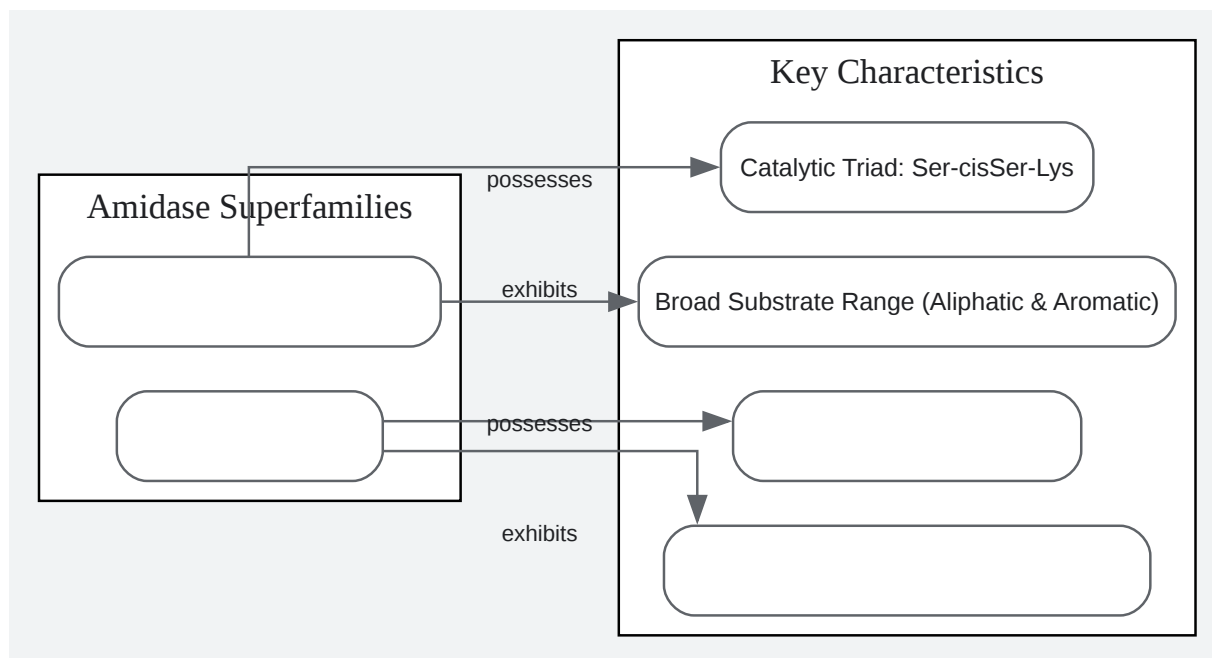 Key Characteristics
Catalytic Triad: Ser-cisSer-Lys
possesses
Amidase Superfamilies
exhibits
Broad Substrate Range (Aliphatic & Aromatic)
possesses
exhibits